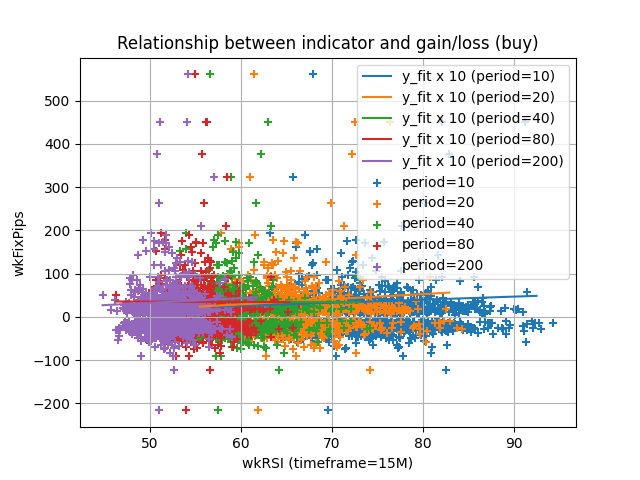 Relationship between indicator and gain/loss (buy)
y_fit x 10 (period=10)
y_fit x 10 (period=20)
y_fit x 10 (period=40)
y_fit x 10 (period=80)
y_fit x 10 (period=200)
period=10
period=20
period=40
period=80
period=200
wkFixPips
500
400
300
200
100
0
−100
−200
50 60 70 80 90
wkRSI (timeframe=15M)